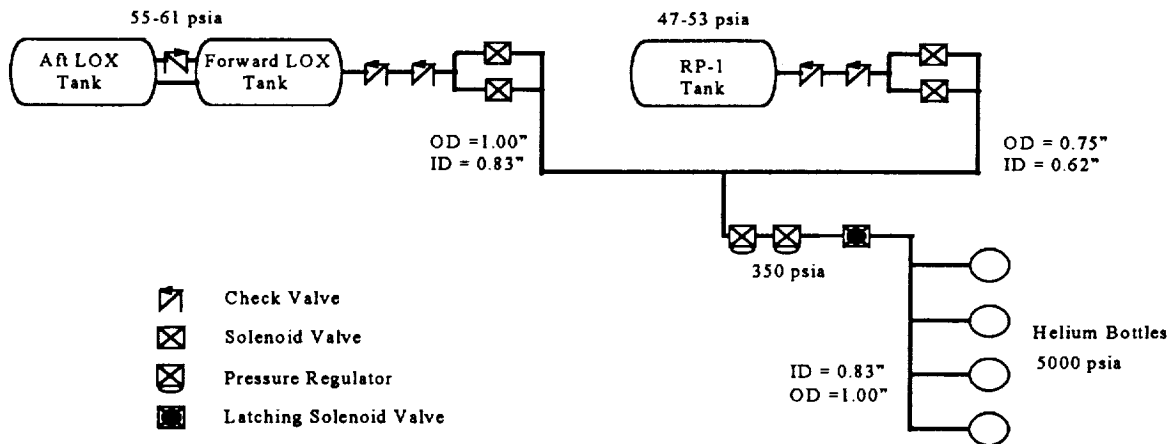 55-61 psia
47-53 psia
Aft LOX
Tank
Forward LOX
Tank
RP-1
Tank
OD =1.00"
ID = 0.83"
OD = 0.75"
ID = 0.62"
350 psia
Check Valve
Solenoid Valve
Pressure Regulator
Latching Solenoid Valve
Helium Bottles
5000 psia
ID = 0.83"
OD = 1.00"